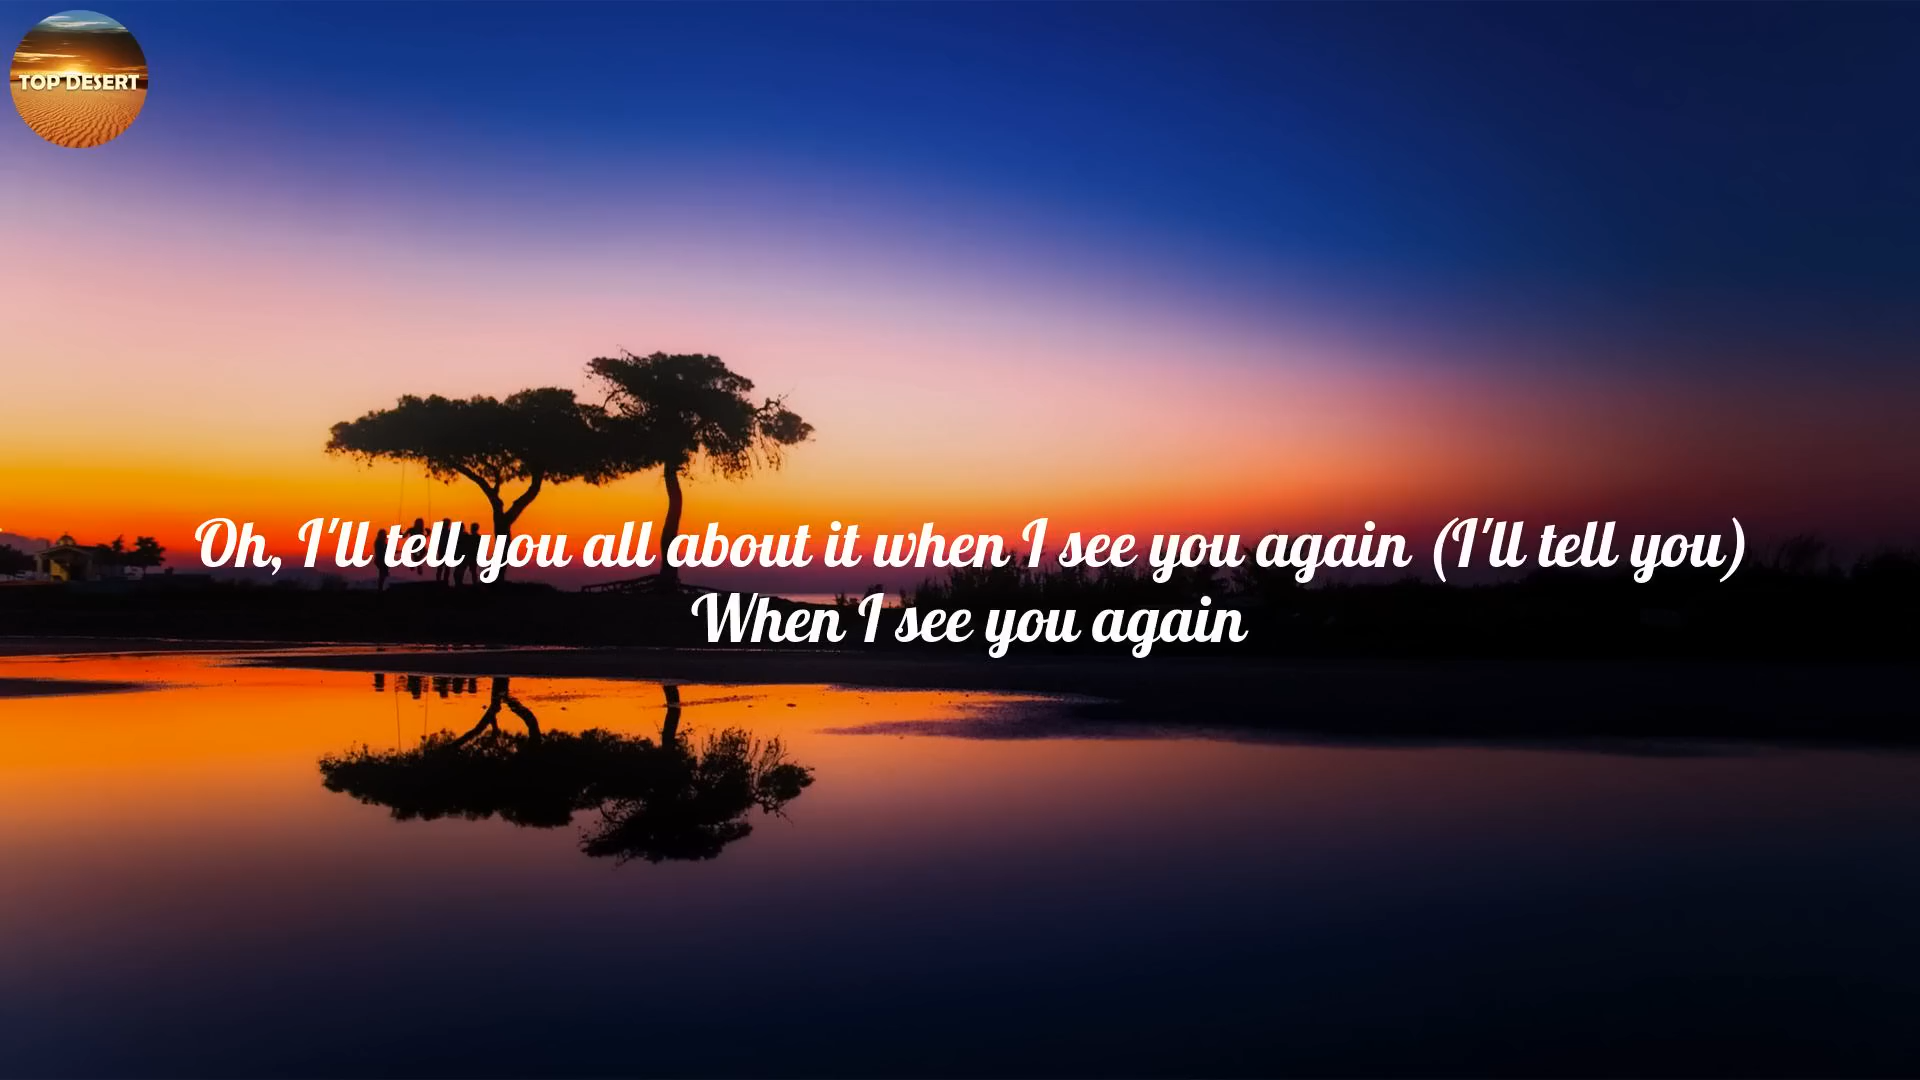 TOP DESERT
Oh, I'll tell you all about it when I see you again (I'll tell you)
When I see you again